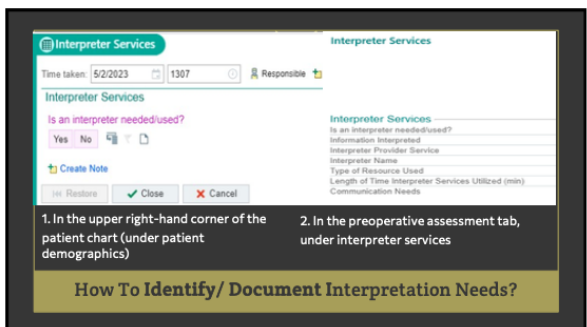 Interpreter Services
Time taken: 5/2/2023 1307 Responsible
Interpreter Services
Is an interpreter needed/used?
Yes No
Create Note
Restore Close Cancel
Interpreter Services
Interpreter Services
Is an interpreter needed/used?
Information Interpreted
Interpreter Provider Service
Interpreter Name
Type of Resource Used
Length of Time Interpreter Services Utilized (min)
Communication Needs
1. In the upper right-hand corner of the
patient chart (under patient
demographics)
2. In the preoperative assessment tab,
under interpreter services
How To Identify/ Document Interpretation Needs?